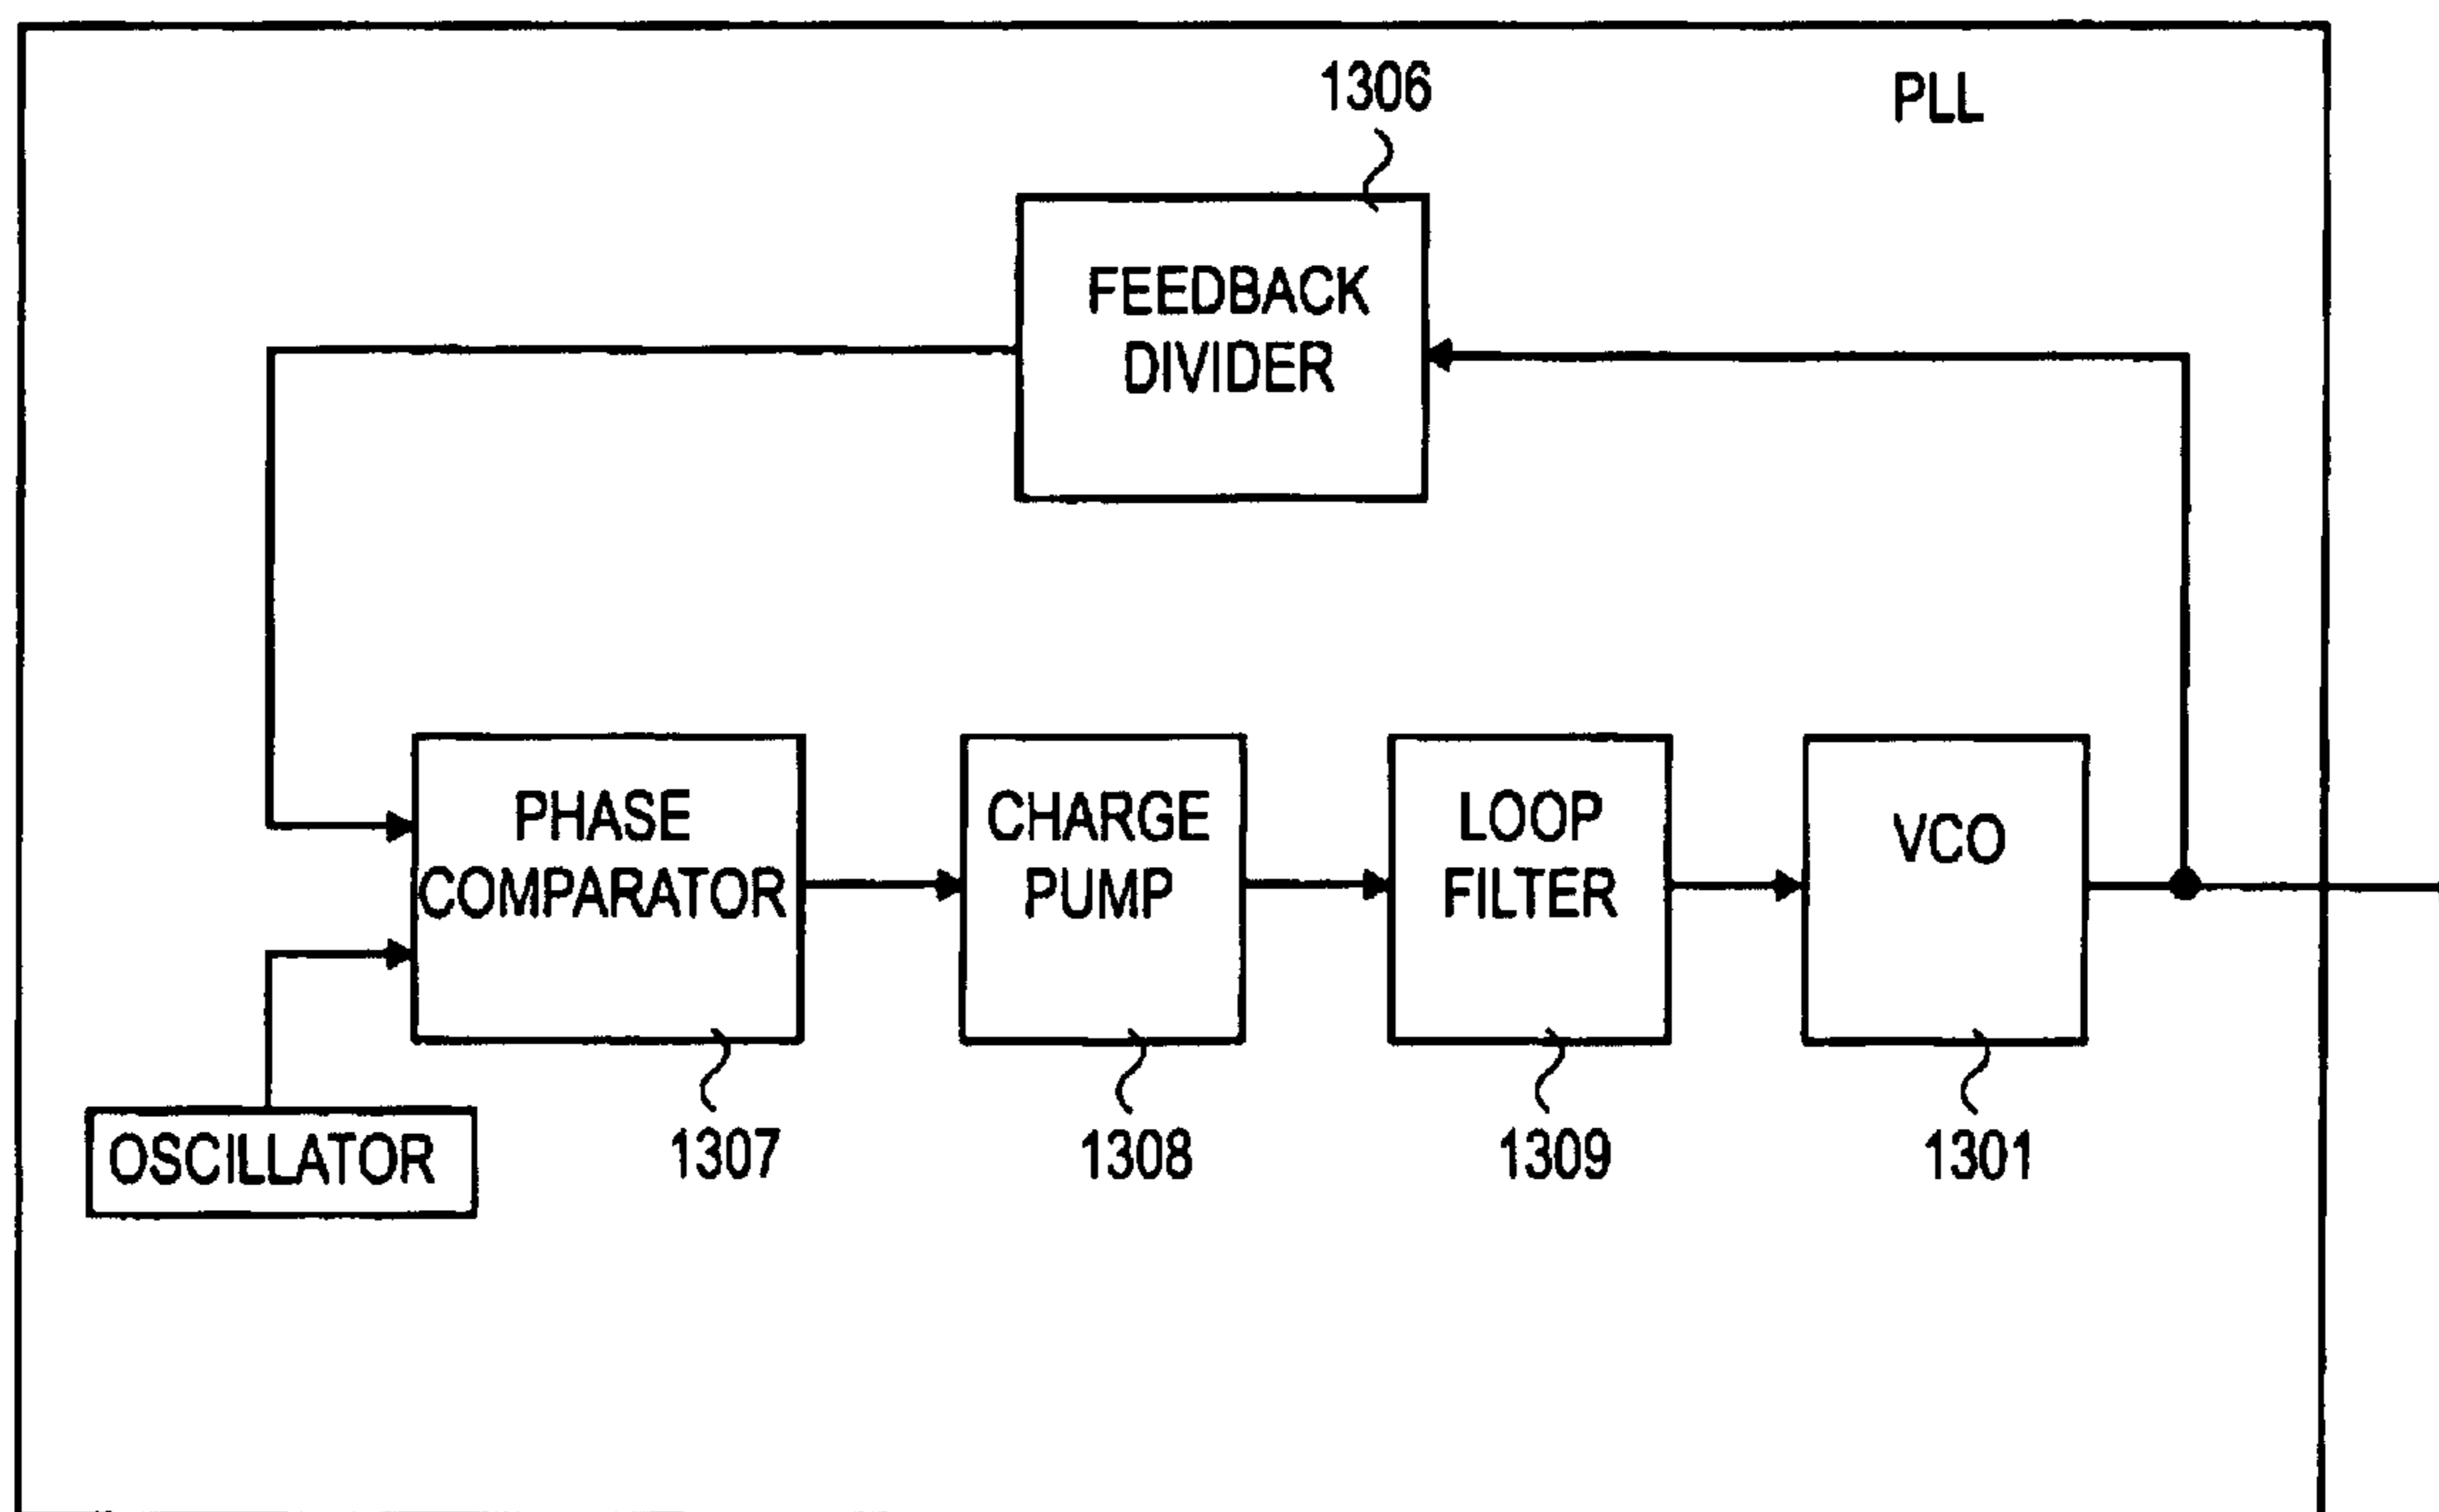 1306
PLL
FEEDBACK
DIVIDER
PHASE
COMPARATOR
CHARGE
PUMP
LOOP
FILTER
VCO
OSCILLATOR
1307
1308
1309
1301